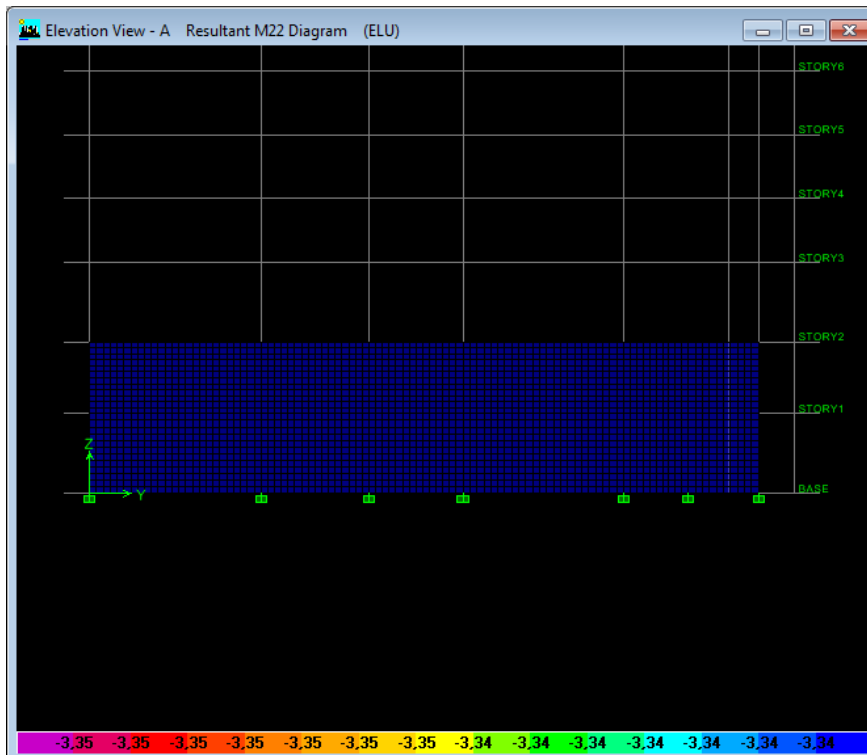 Elevation View - A Resultant M22 Diagram (ELU)
STORY6
STORY5
STORY4
STORY3
STORY2
STORY1
Z
Y
BASE
-3,35 -3,35 -3,35 -3,35 -3,35 -3,35 -3,35 -3,34 -3,34 -3,34 -3,34 -3,34 -3,34 -3,34